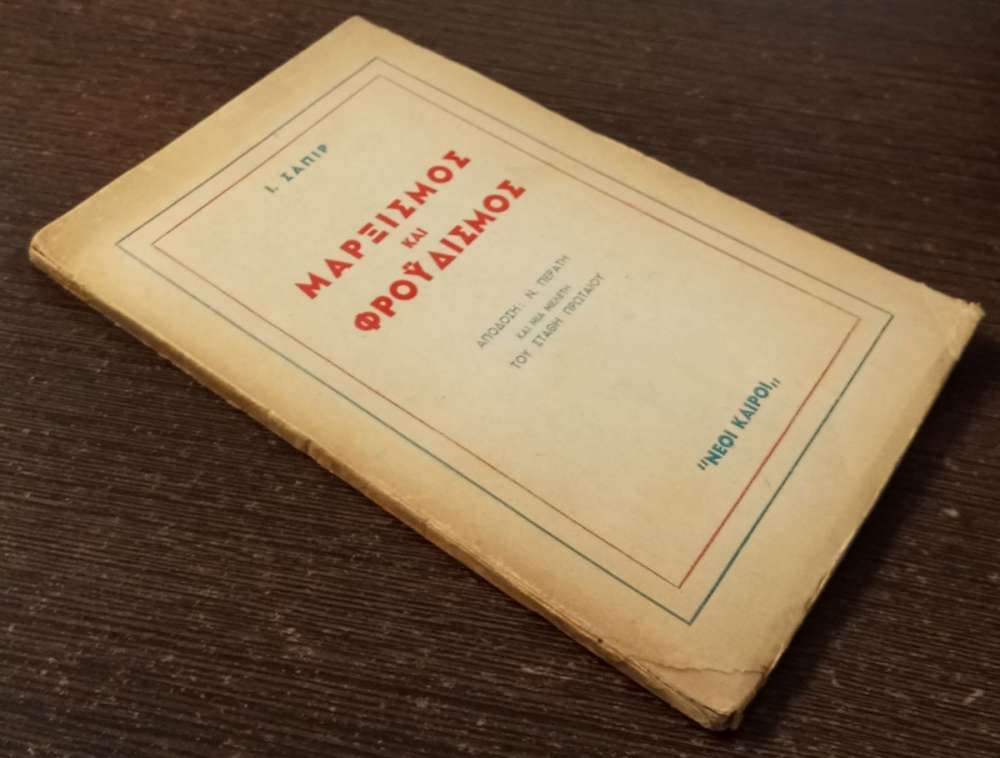 Ι. ΣΑΠΙΡ
ΜΑΡΞΙΣΜΟΣ
ΚΑΙ
ΦΡΟΫΔΙΣΜΟΣ
ΑΠΟΔΟΣΗ: Ν. ΠΕΡΑΤΗ
ΚΑΙ ΜΙΑ ΜΕΛΕΤΗ
ΤΟΥ ΣΤΑΘΗ ΠΡΩΤΑΙΟΥ
"ΝΕΟΙ ΚΑΙΡΟΙ"